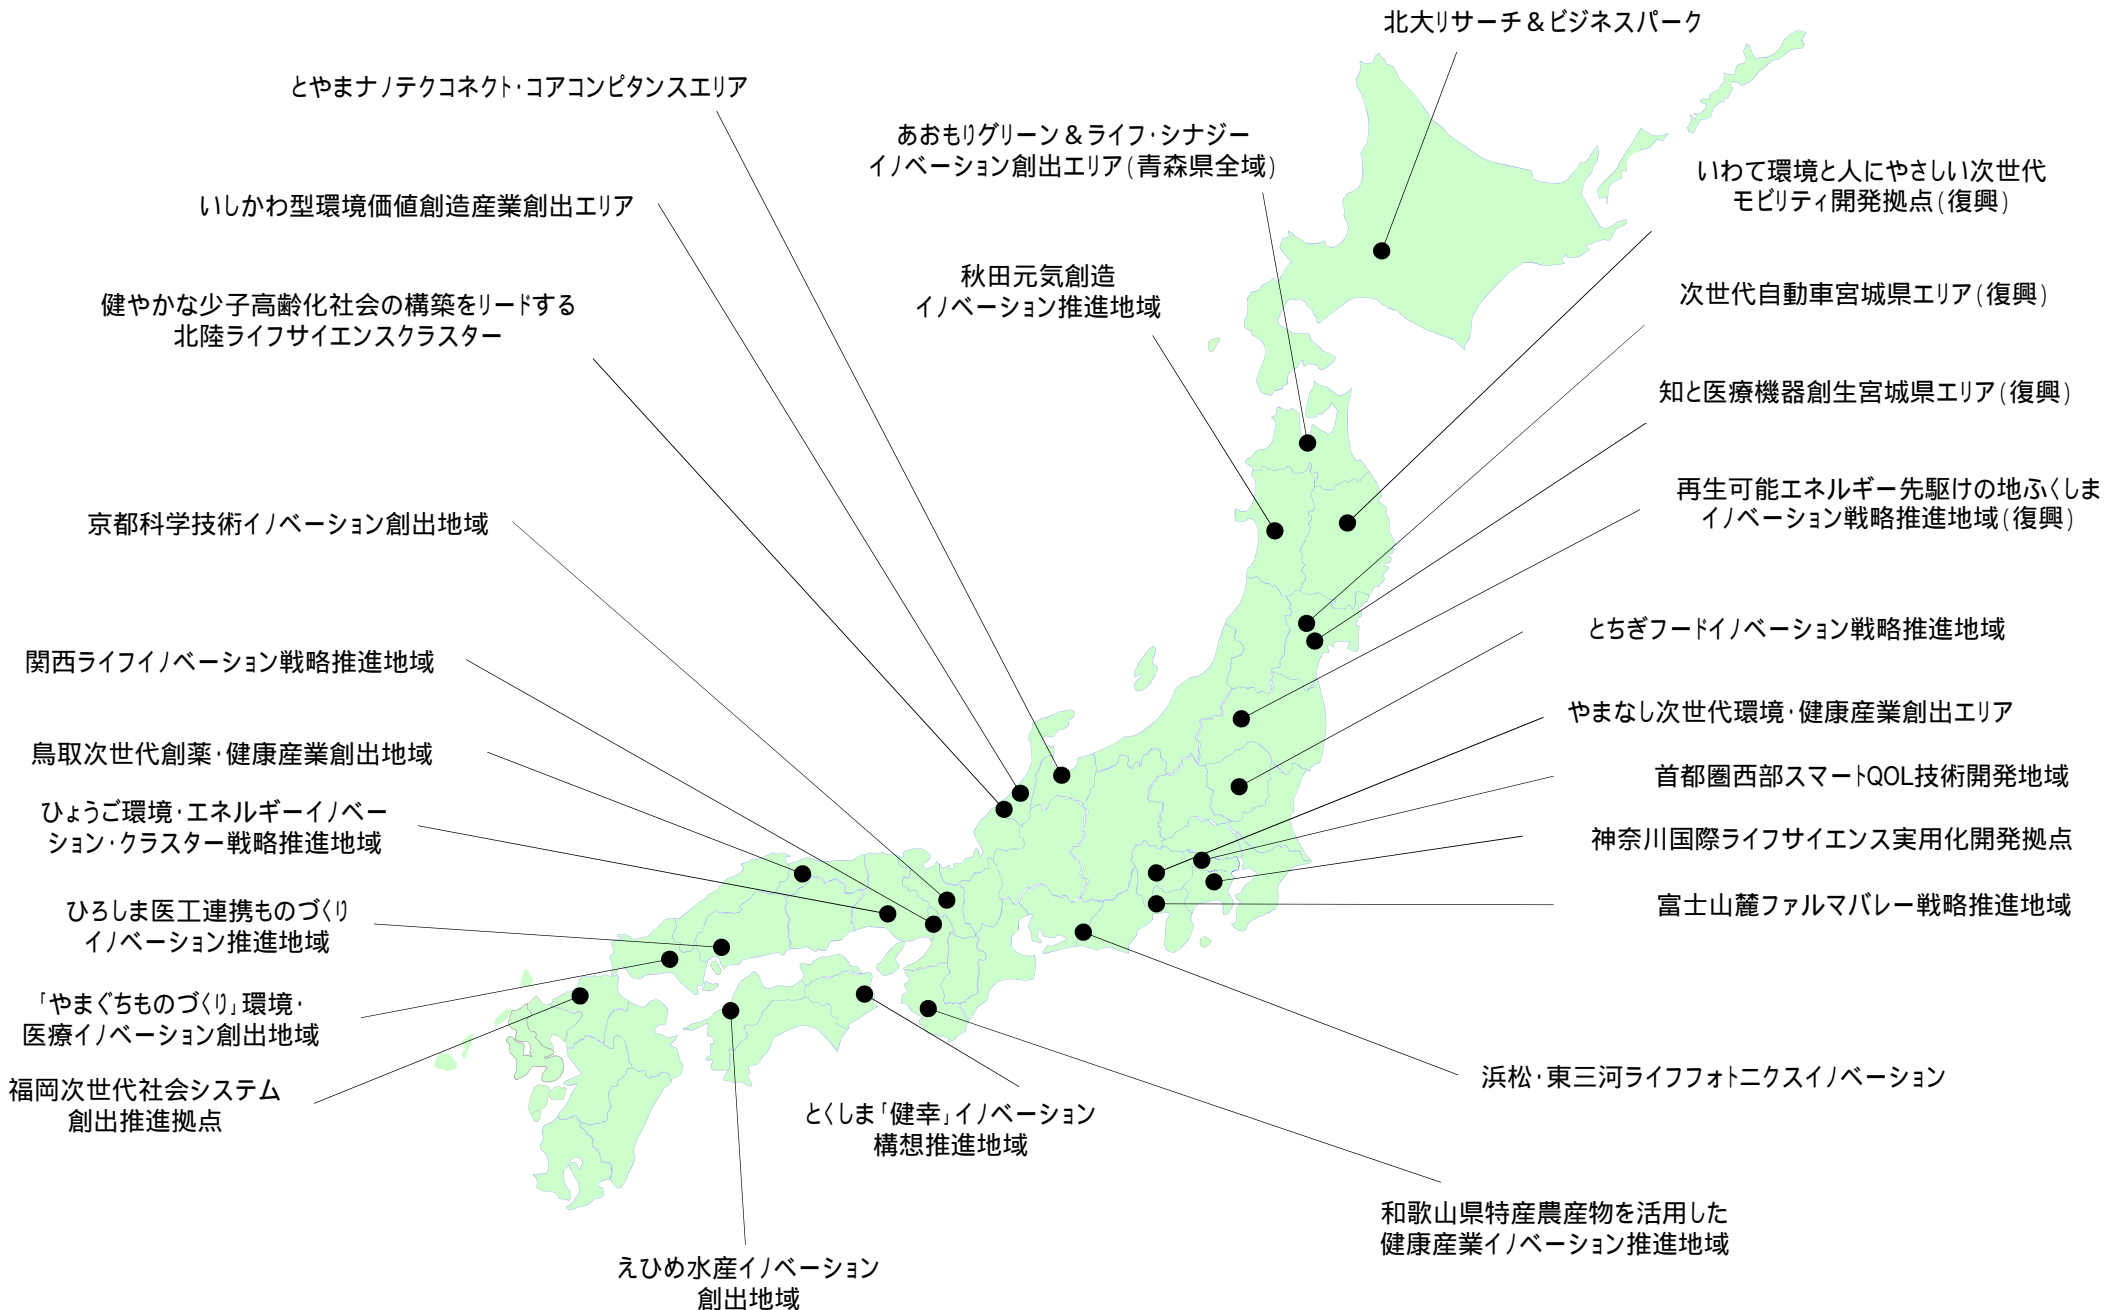 北大リサーチ＆ビジネスパーク
とやまナノテクコネクト・コアコンピタンスエリア
あおもりグリーン＆ライフ・シナジー
イノベーション創出エリア(青森県全域)
いわて環境と人にやさしい次世代
モビリティ開発拠点(復興)
いしかわ型環境価値創造産業創出エリア
秋田元気創造
イノベーション推進地域
次世代自動車宮城県エリア(復興)
健やかな少子高齢化社会の構築をリードする
北陸ライフサイエンスクラスター
知と医療機器創生宮城県エリア(復興)
再生可能エネルギー先駆けの地ふくしま
イノベーション戦略推進地域(復興)
京都科学技術イノベーション創出地域
とちぎフードイノベーション戦略推進地域
関西ライフイノベーション戦略推進地域
やまなし次世代環境・健康産業創出エリア
鳥取次世代創薬・健康産業創出地域
首都圏西部スマートQOL技術開発地域
ひょうご環境・エネルギーイノベー
ション・クラスター戦略推進地域
神奈川国際ライフサイエンス実用化開発拠点
ひろしま医工連携ものづくり
イノベーション推進地域
富士山麓ファルマバレー戦略推進地域
「やまぐちものづくり」環境・
医療イノベーション創出地域
福岡次世代社会システム
創出推進拠点
浜松・東三河ライフフォトニクスイノベーション
とくしま「健幸」イノベーション
構想推進地域
和歌山県特産農産物を活用した
健康産業イノベーション推進地域
えひめ水産イノベーション
創出地域